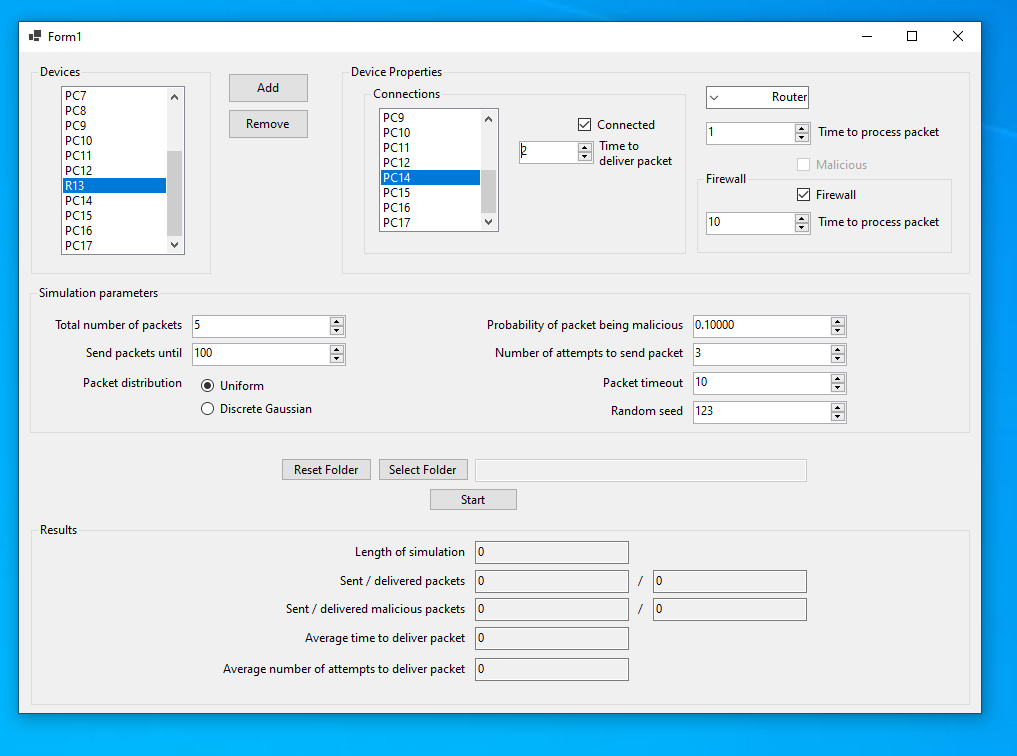 Form1
Devices
PC7
PC8
PC9
PC10
PC11
PC12
R13
PC14
PC15
PC16
PC17
Add
Remove
Device Properties
Connections
PC9
PC10
PC11
PC12
PC14
PC15
PC16
PC17
Connected
2
Time to
deliver packet
Router
1
Time to process packet
Malicious
Firewall
Firewall
10
Time to process packet
Simulation parameters
Total number of packets
5
Send packets until
100
Packet distribution
Uniform
Discrete Gaussian
Probability of packet being malicious
0.10000
Number of attempts to send packet
3
Packet timeout
10
Random seed
123
Reset Folder
Select Folder
Start
Results
Length of simulation
0
Sent / delivered packets
0 / 0
Sent / delivered malicious packets
0 / 0
Average time to deliver packet
0
Average number of attempts to deliver packet
0